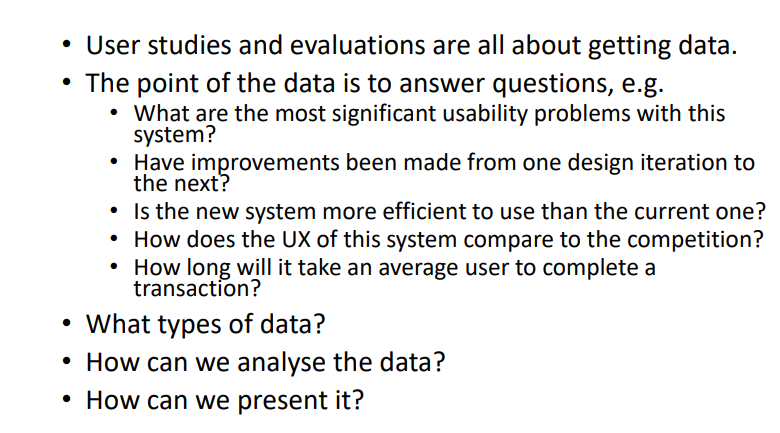 • User studies and evaluations are all about getting data.
• The point of the data is to answer questions, e.g.
• What are the most significant usability problems with this
system?
• Have improvements been made from one design iteration to
the next?
• Is the new system more efficient to use than the current one?
• How does the UX of this system compare to the competition?
• How long will it take an average user to complete a
transaction?
• What types of data?
• How can we analyse the data?
• How can we present it?